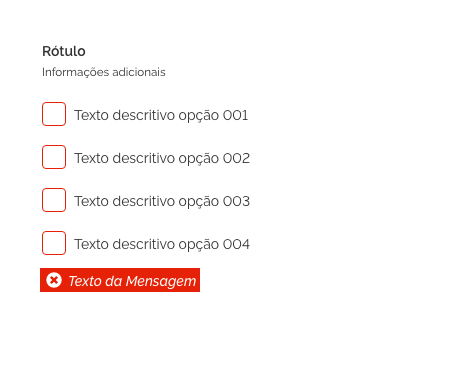 Rótulo
Informações adicionais
Texto descritivo opção 001
Texto descritivo opção 002
Texto descritivo opção 003
Texto descritivo opção 004
Texto da Mensagem